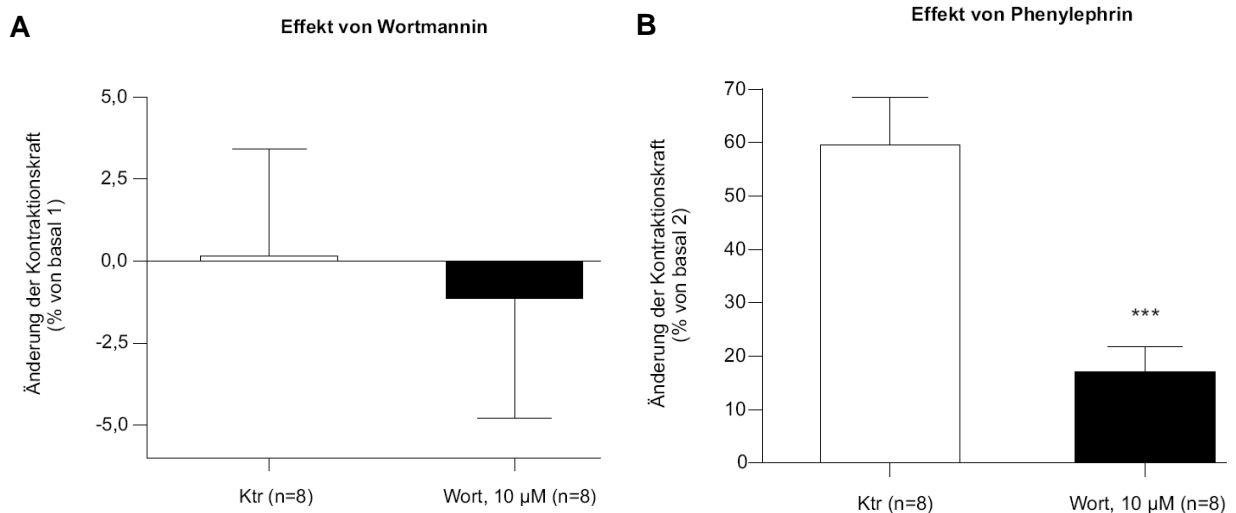 A
Effekt von Wortmannin
Änderung der Kontraktionskraft
(% von basal 1)
5,0
2,5
0,0
-2,5
-5,0
Ktr (n=8)
Wort, 10 µM (n=8)
B
Effekt von Phenylephrin
Änderung der Kontraktionskraft
(% von basal 2)
70
60
50
40
30
20
10
0
***
Ktr (n=8)
Wort, 10 µM (n=8)